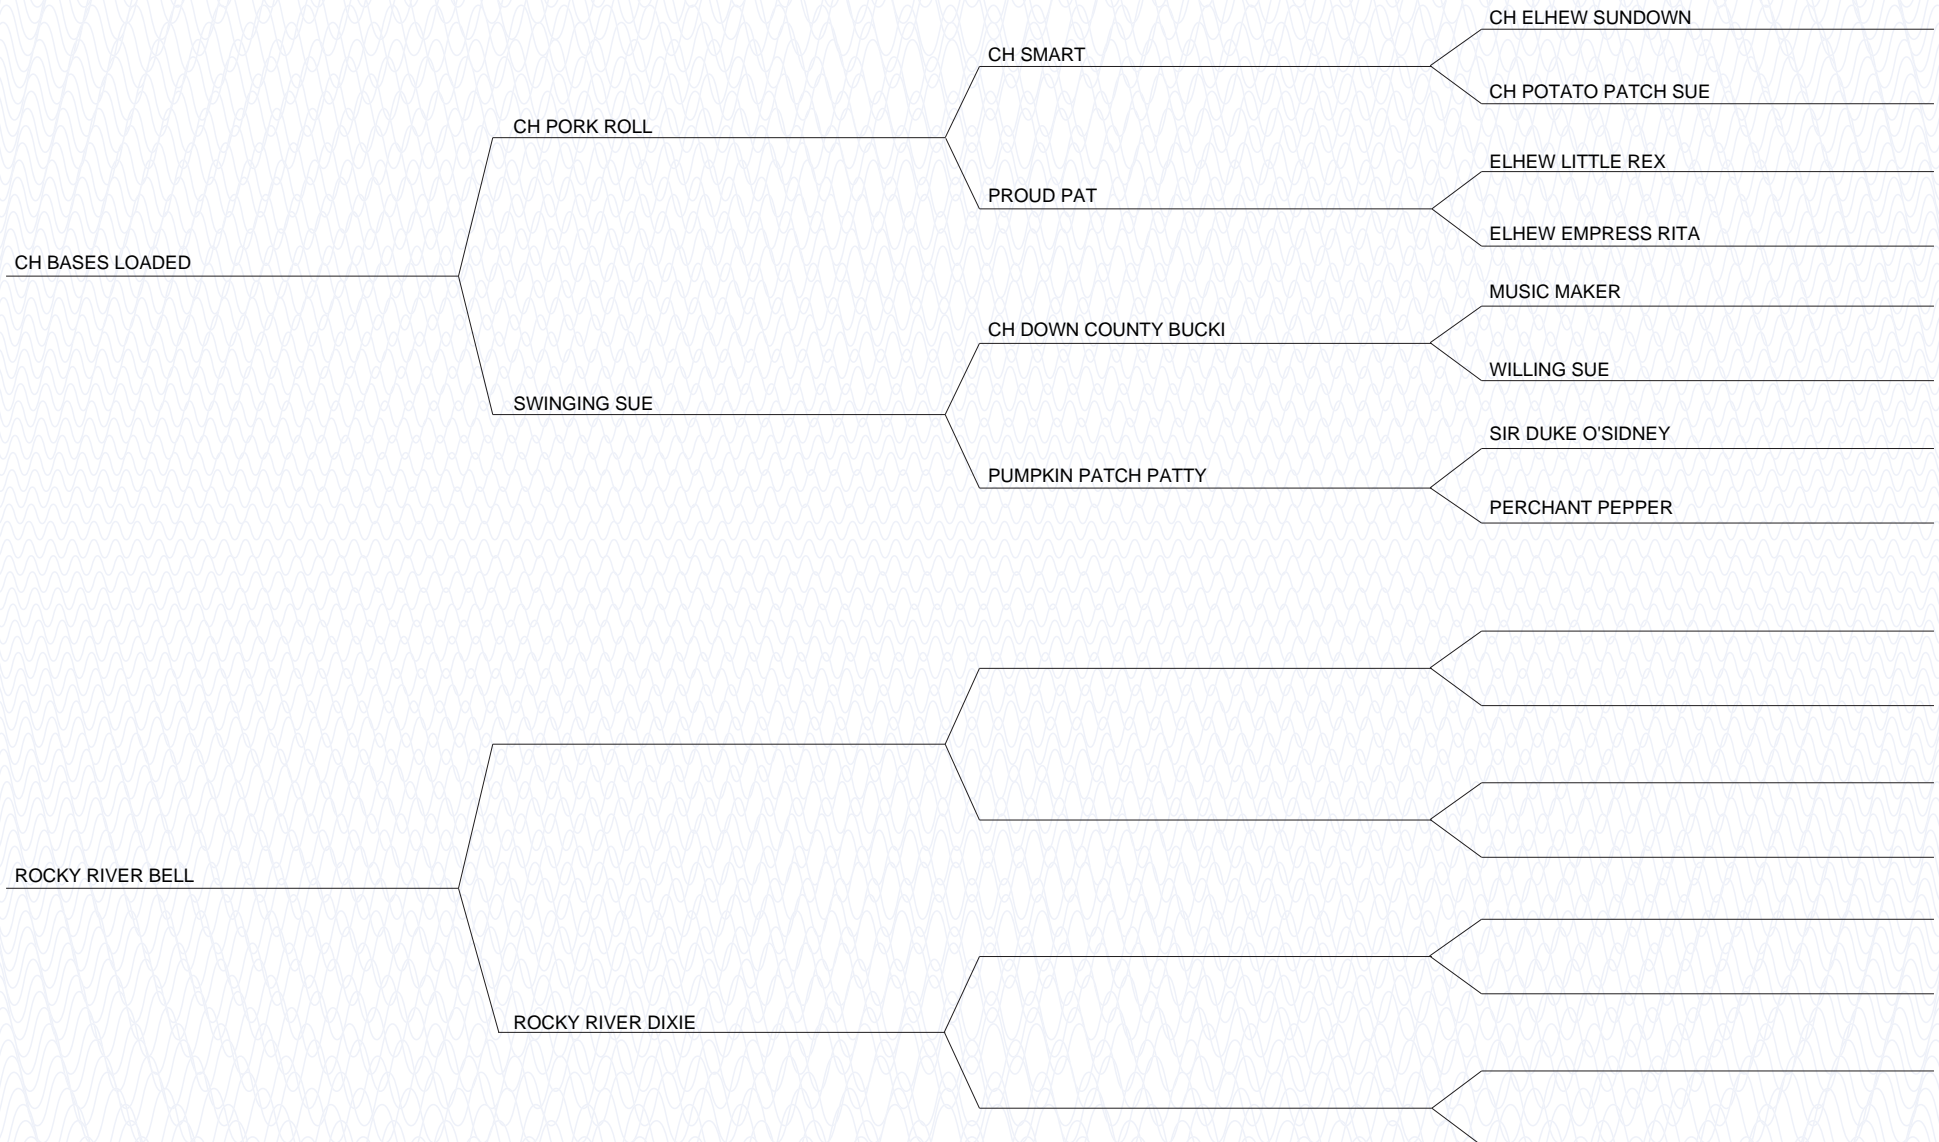 CH ELHEW SUNDOWN
CH SMART
CH POTATO PATCH SUE
CH PORK ROLL
ELHEW LITTLE REX
PROUD PAT
ELHEW EMPRESS RITA
CH BASES LOADED
MUSIC MAKER
CH DOWN COUNTY BUCKI
WILLING SUE
SWINGING SUE
SIR DUKE O'SIDNEY
PUMPKIN PATCH PATTY
PERCHANT PEPPER
ROCKY RIVER BELL
ROCKY RIVER DIXIE